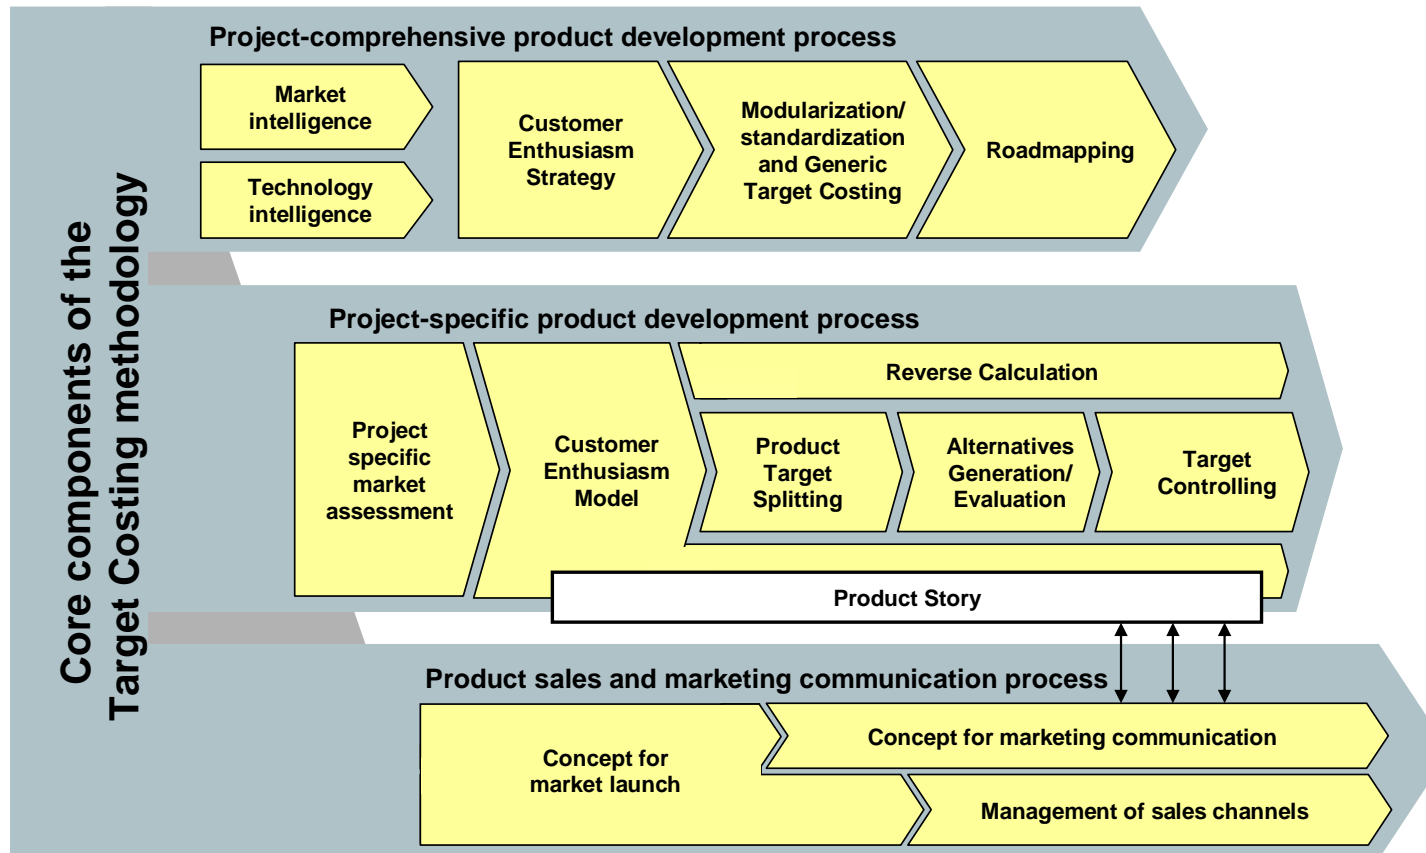 Core components of the
Target Costing methodology
Project-comprehensive product development process
Market
intelligence
Technology
intelligence
Customer
Enthusiasm
Strategy
Modularization/
standardization
and Generic
Target Costing
Roadmapping
Project-specific product development process
Project
specific
market
assessment
Customer
Enthusiasm
Model
Reverse Calculation
Product
Target
Splitting
Alternatives
Generation/
Evaluation
Target
Controlling
Product Story
Product sales and marketing communication process
Concept for
market launch
Concept for marketing communication
Management of sales channels